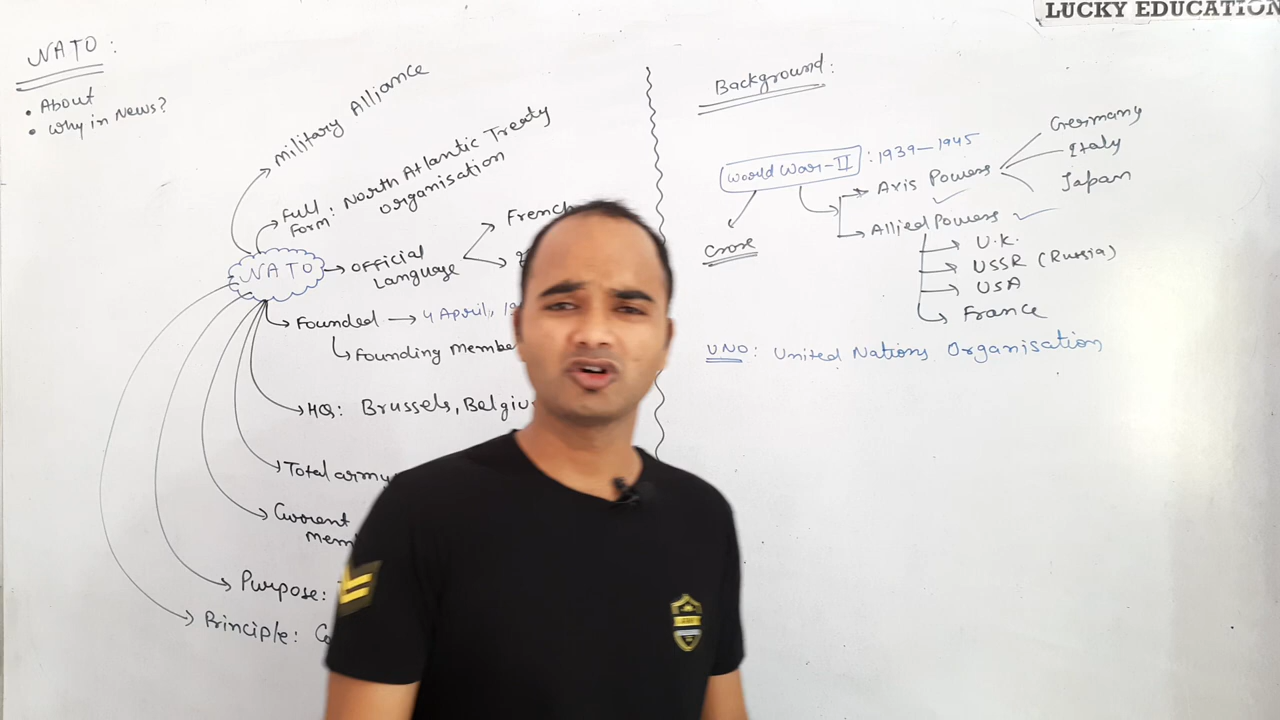 LUCKY EDUCATION
NATO :
• About
• Why in News?
Military Alliance
Full Form : North Atlantic Treaty
Organisation
NATO
Official
Language
French
Founded → 4 April,
Founding Membe
HQ: Brussels, Belgiu
Total army
Current
mem
Purpose:
Principle:
Background:
World War-II : 1939-1945
Axis Powers
Germany
Italy
Japan
Allied Powers
U.K.
USSR (Russia)
USA
France
Crore
UNO: United Nations Organisation